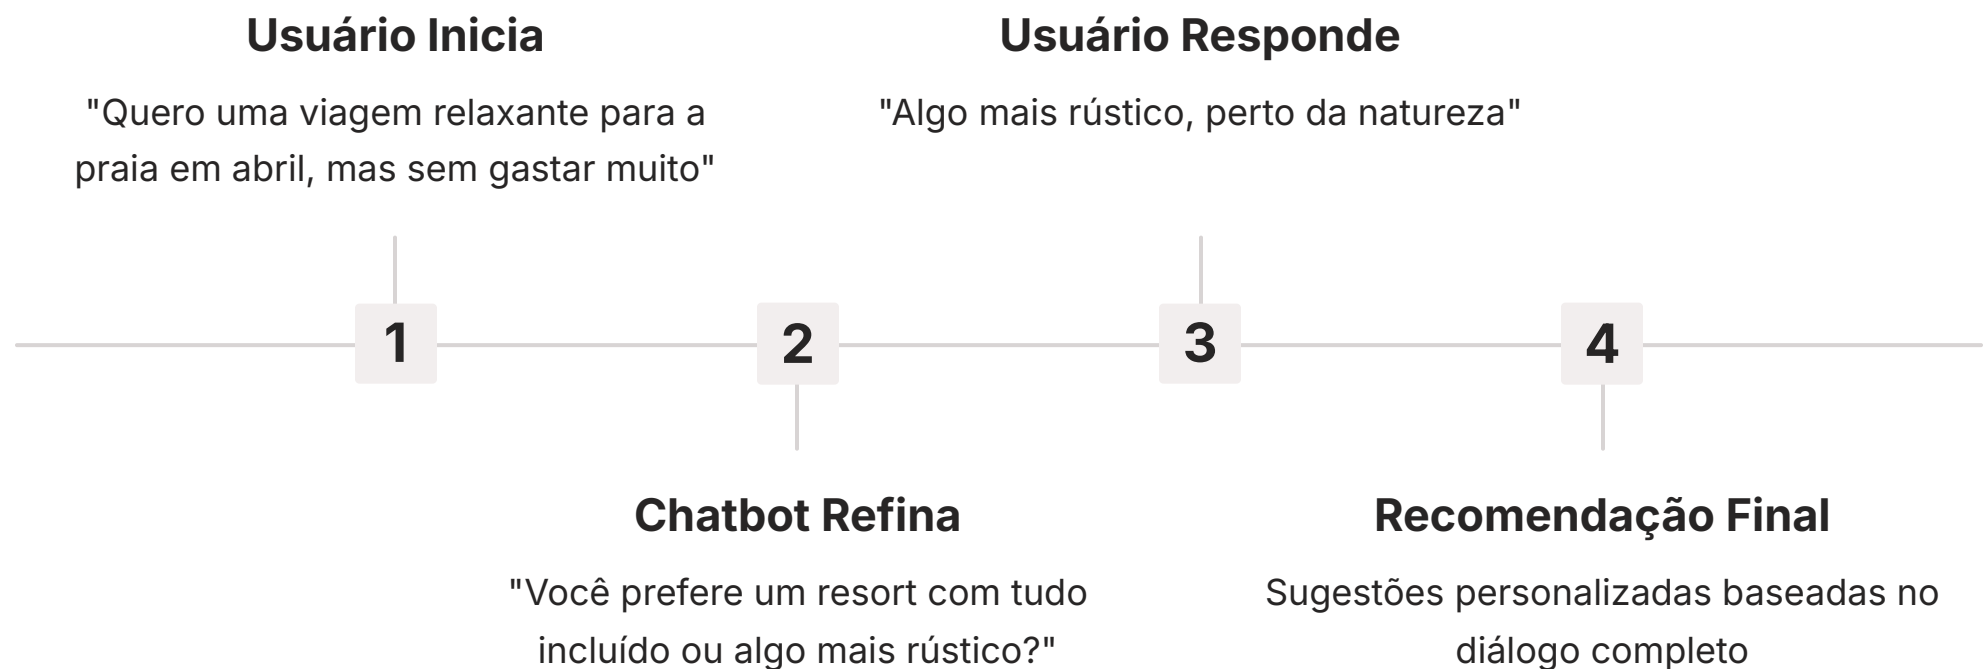 Usuário Inicia
"Quero uma viagem relaxante para a
praia em abril, mas sem gastar muito"
Usuário Responde
"Algo mais rústico, perto da natureza"
1
2
3
4
Chatbot Refina
"Você prefere um resort com tudo
incluído ou algo mais rústico?"
Recomendação Final
Sugestões personalizadas baseadas no
diálogo completo